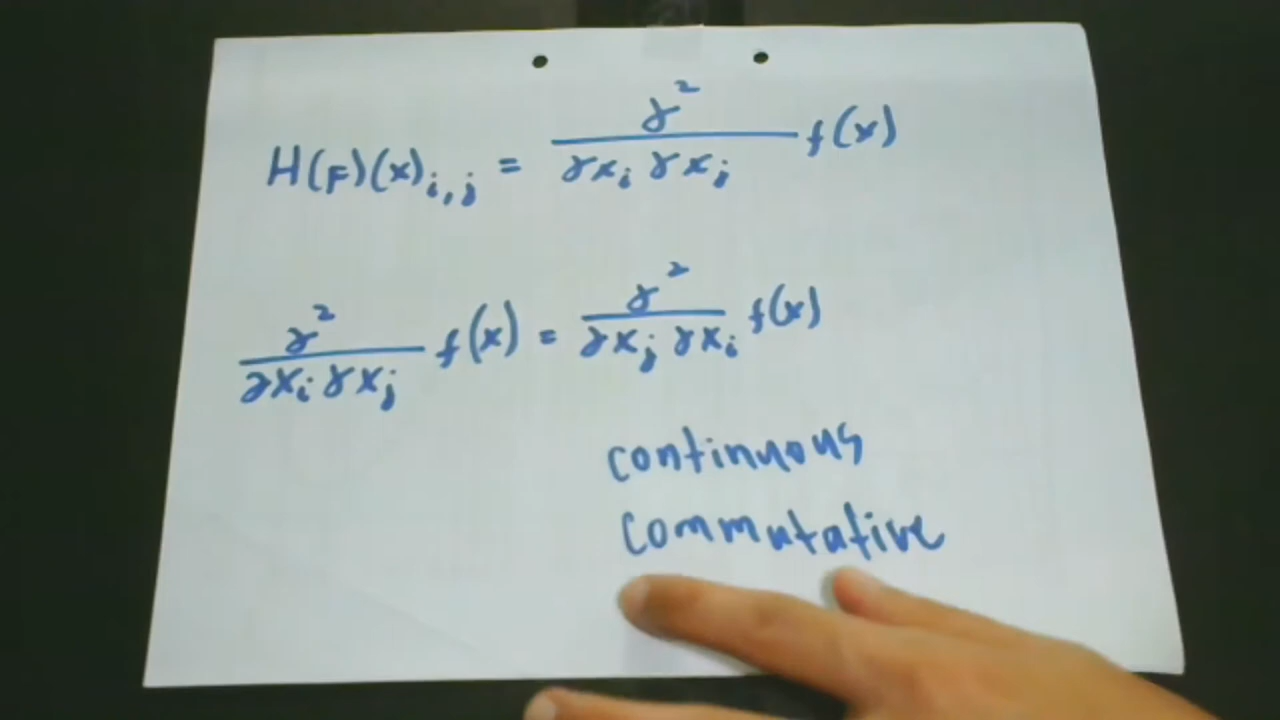 H(F)(x)i,j = ∂² / ∂xi ∂xj f(x)
∂² / ∂xi ∂xj f(x) = ∂² / ∂xj ∂xi f(x)
continuous
commutative